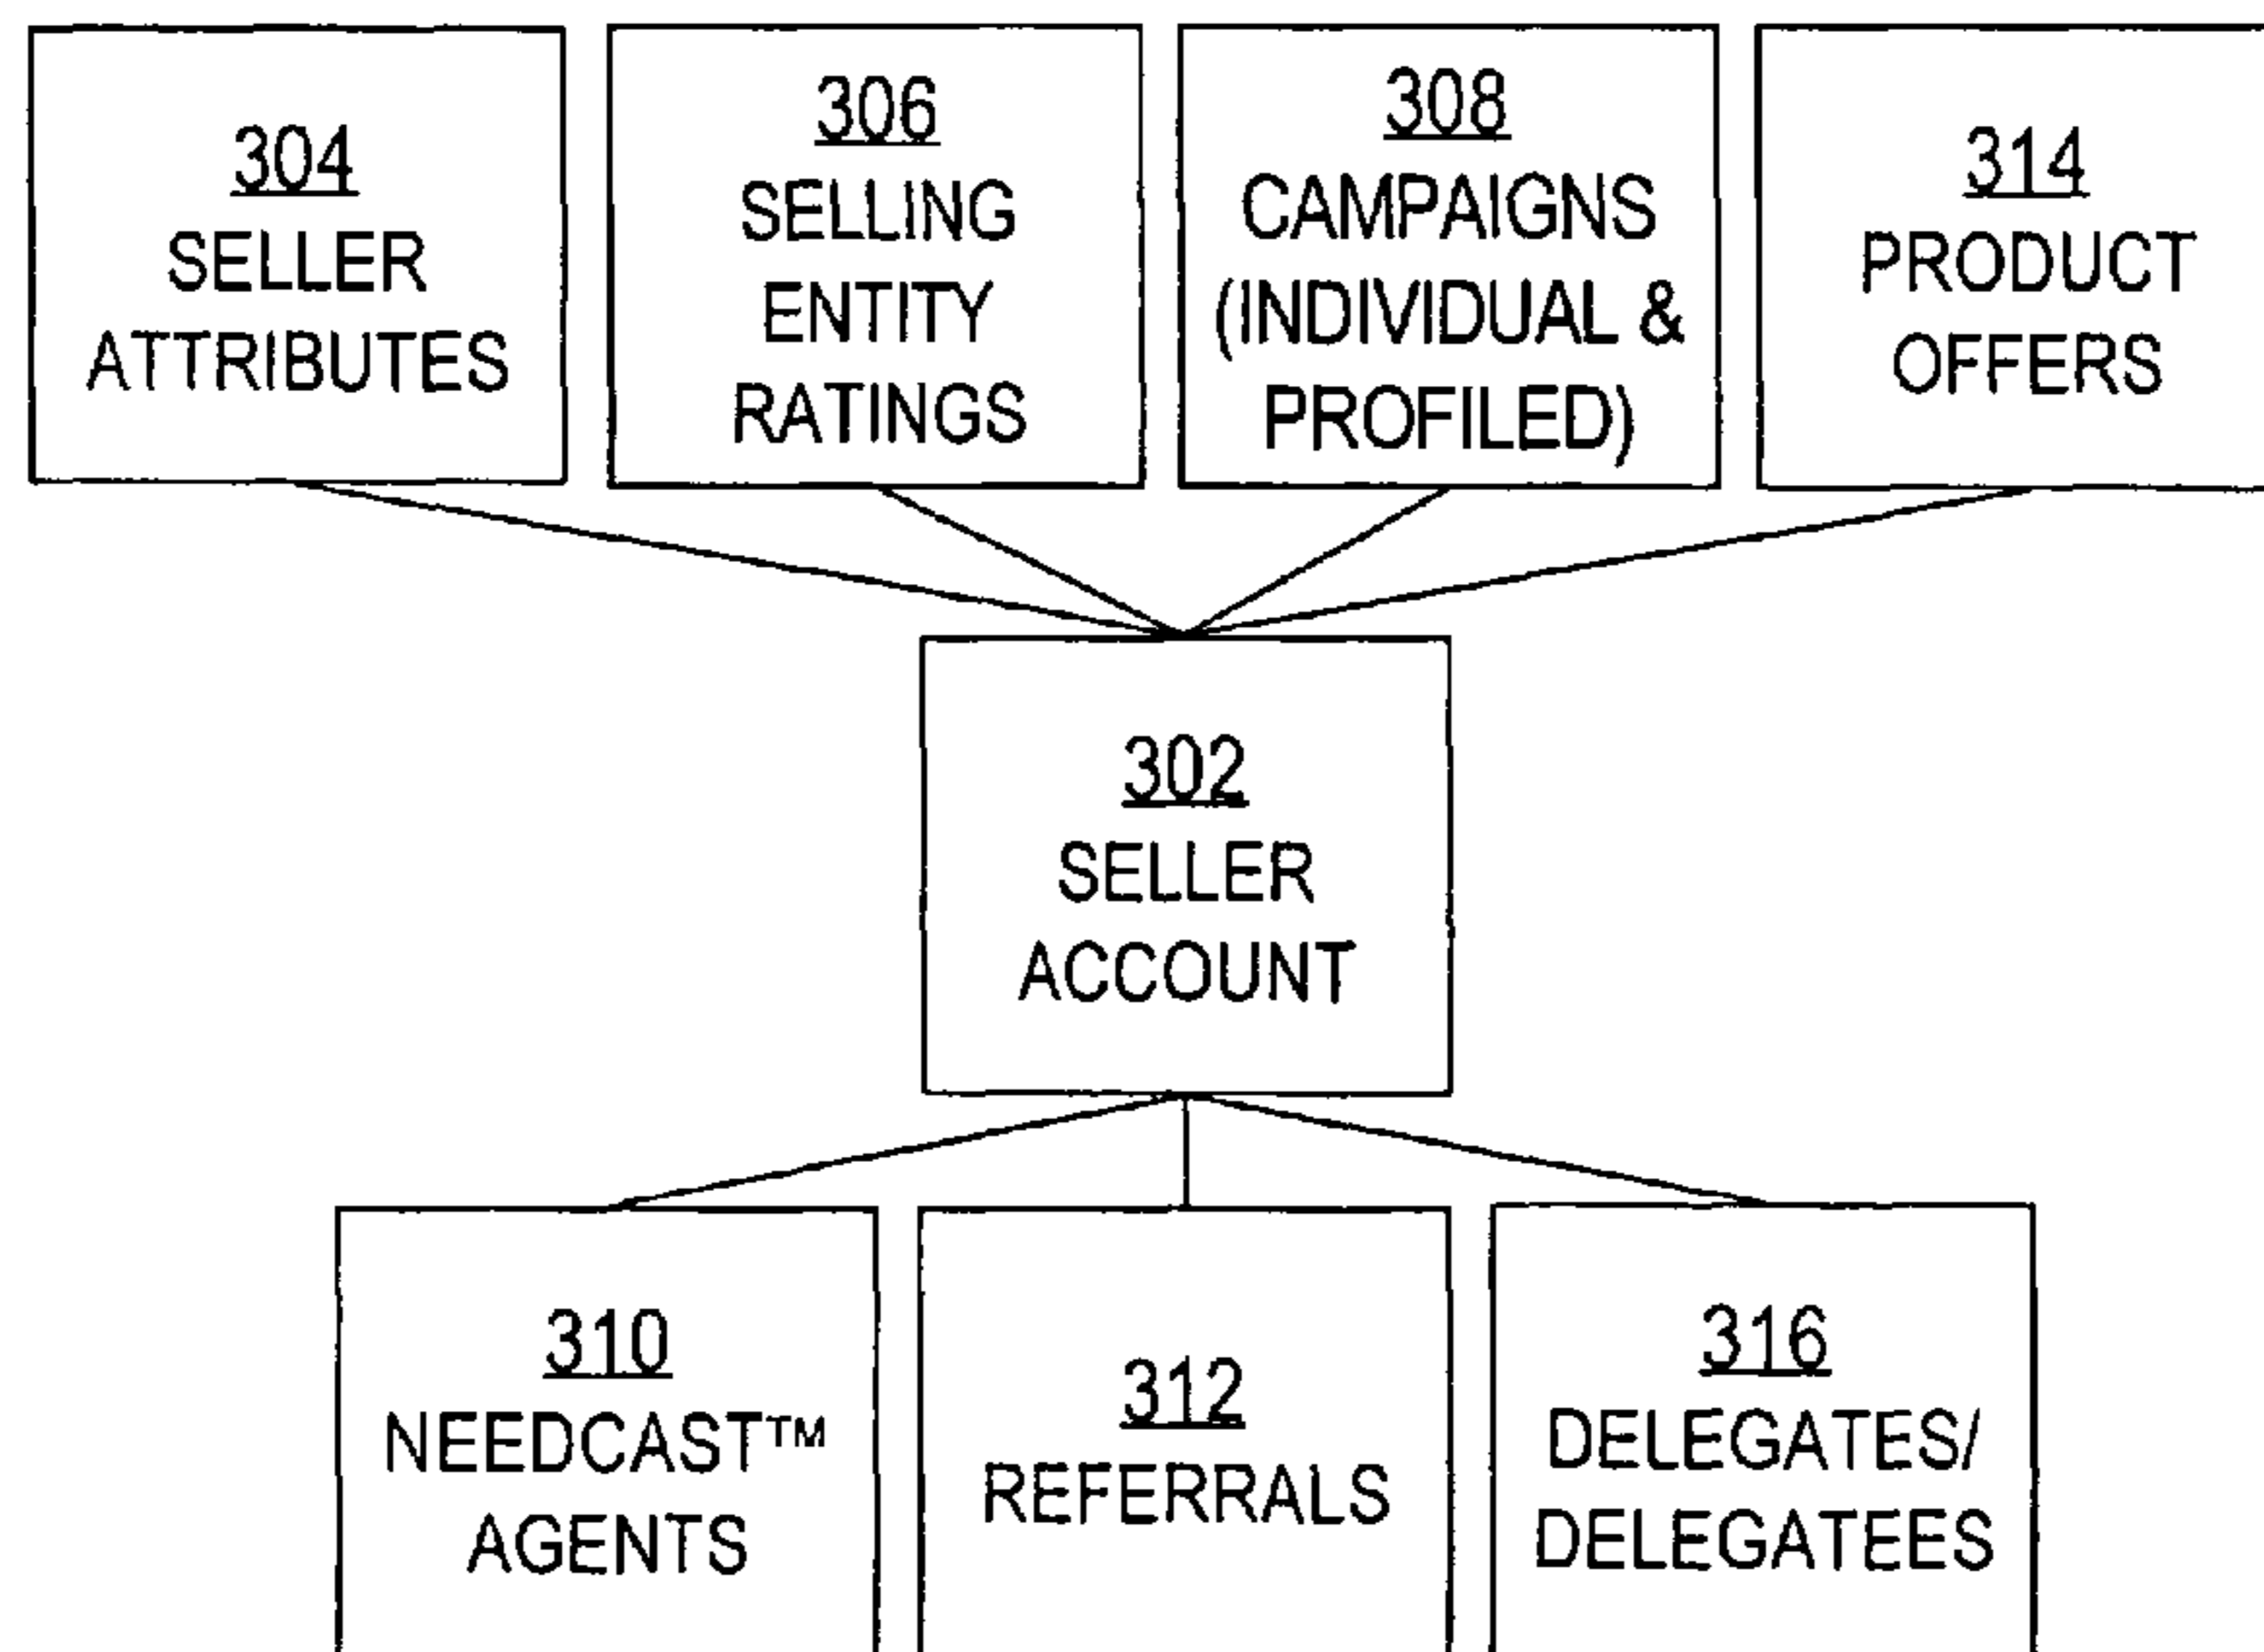 304
SELLER
ATTRIBUTES
306
SELLING
ENTITY
RATINGS
308
CAMPAIGNS
(INDIVIDUAL &
PROFILED)
314
PRODUCT
OFFERS
302
SELLER
ACCOUNT
310
NEEDCAST™
AGENTS
312
REFERRALS
316
DELEGATES/
DELEGATEES